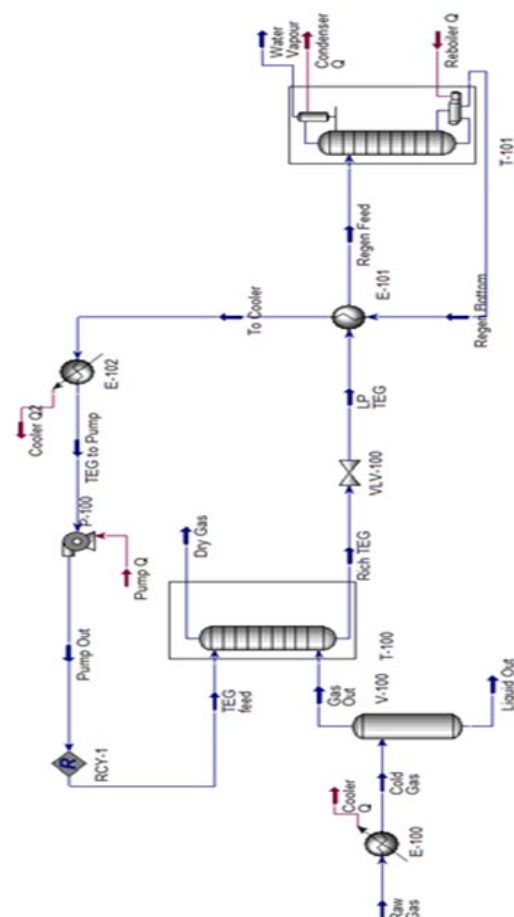 Water
Vapour
Condenser
Q
Reboiler Q
T-101
Regen Feed
E-101
Regen Bottom
To Cooler
E-102
Cooler Q2
TEG to Pump
P-100
Pump Q
Pump Out
RCY-1
R
TEG
feed
Dry Gas
T-100
Rich TEG
VLV-100
LP
TEG
Gas
Out
V-100
Liquid Out
Cold
Gas
Cooler
Q
E-100
Raw
Gas